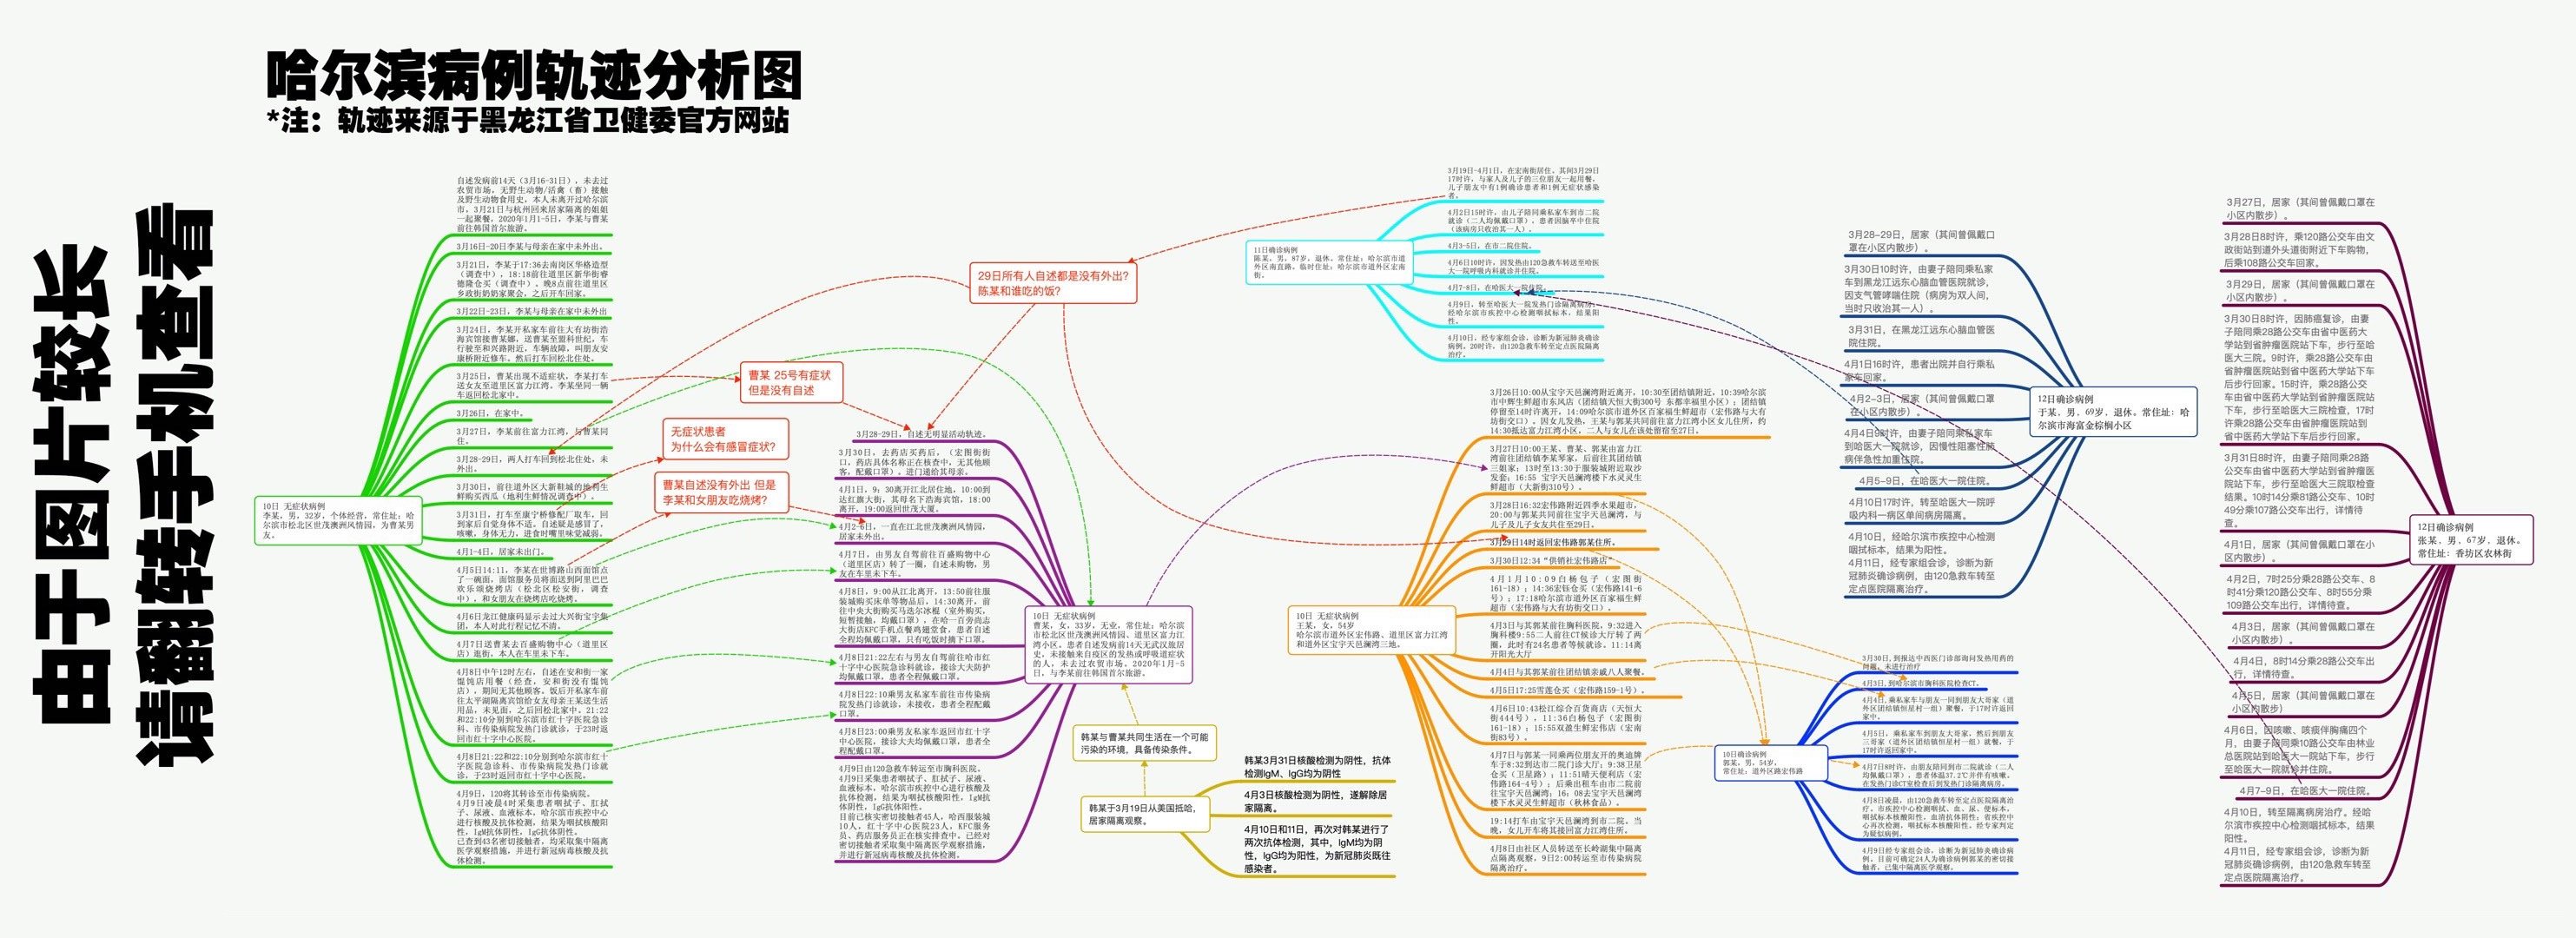 由于图片较长
请翻转手机查看
哈尔滨病例轨迹分析图
*注：轨迹来源于黑龙江省卫健委官方网站
自述发病前14天（3月16-31日），未去过
农贸市场，无野生动物/活禽（畜）接触
及野生动物食用史，本人未离开过哈尔滨
市，3月21日与杭州回来居家隔离的姐姐
一起聚餐，2020年1月1-5日，李某与曹某
前往韩国首尔旅游。
3月16日-20日李某与母亲在家中未外出。
3月21日，李某于17:36去南岗区华格造型
（调查中），18:18前往道里区新华街睿
德隆仓买（调查中）。晚8点前往道里区
乡政街奶奶家聚会，之后开车回家。
3月22日-23日，李某与母亲在家中未外出
3月24日，李某开私家车前往大有坊街浩
海宾馆接曹某娜，送曹某至盟科世纪，车
行驶至和兴路附近，车辆故障，叫朋友安
康桥附近修车。然后打车回松北住处。
3月25日，曹某出现不适症状，李某打车
送女友至道里区富力江湾，李某坐同一辆
车返回松北家中。
3月26日，在家中。
3月27日，李某前往富力江湾，与曹某同
住。
3月28日-29日，两人打车回到松北住处，未
外出。
3月30日，前往道外区大新鞋城的地利生
鲜购买西瓜（地利生鲜情况调查中）。
3月31日，打车至康宁桥修配厂取车，回
到家后自觉身体不适。自述疑是感冒了，
咳嗽，身体无力，进食时嘴里味觉减弱。
4月1-4日，居家未出门。
4月5日14:11，李某在世博路山西面馆点
了一碗面，面馆服务员将面送到阿里巴巴
欢乐颂烧烤店（松北区松安街，调查
中），和女朋友在烧烤店吃烧烤。
4月6日龙江健康码显示去过大兴街宝宇集
团，本人对此行程记忆不清。
4月7日送曹某去百盛购物中心（道里区
店）逛街，本人在车里未下车。
4月8日中午12时左右，自述在安和街一家
馄饨店用餐（经查，安和街没有馄饨
店），期间无其他顾客，饭后开私家车前
往太平湖隔离宾馆给女友母亲王某送生活
用品，未见面，之后回松北家中。21:22
和22:10分别到哈尔滨市红十字医院急诊
科、市传染病院发热门诊就诊，于23时返
回市红十字中心医院。
4月8日21:22和22:10分别到哈尔滨市红十
字医院急诊科、市传染病院发热门诊就
诊，于23时返回市红十字中心医院。
4月9日，120将其转诊至市传染病院。
4月9日凌晨4时采集患者咽拭子、肛拭
子、尿液、血液标本，哈尔滨市疾控中心
进行核酸及抗体检测，结果为咽拭核酸阳
性，IgM抗体阴性，IgG抗体阳性。
已查到43名密切接触者，均采取集中隔离
医学观察措施，并进行新冠病毒核酸及抗
体检测。
10日 无症状病例
李某，男，32岁，个体经营，常住址：哈
尔滨市松北区世茂澳洲风情园，为曹某男
友。
29日所有人自述都是没有外出？
陈某和谁吃的饭？
曹某 25号有症状
但是没有自述
无症状患者
为什么会有感冒症状？
曹某自述没有外出 但是
李某和女朋友吃烧烤？
3月28-29日，自述无明显活动轨迹。
3月30日，去药店买药后，（宏图街街
口，药店具体名称正在核查中，无其他顾
客，配戴口罩）。进门递给其母亲。
4月1日，9：30离开江北居住地，10:00到
达红旗大街，其母名下浩海宾馆，18:00
离开，19:00返回世茂大厦。
4月2-6日，一直在江北世茂澳洲风情园，
居家未外出。
4月7日，由男友自驾前往百盛购物中心
（道里区店）转了一圈，自述未购物，男
友在车里未下车。
4月8日，9:00从江北离开，13:50前往服
装城购买床单等物品后，14:30离开，前
往中央大街购买马迭尔冰棍（室外购买，
短暂接触，均戴口罩），在哈一百劳尚志
大街店KFC手机点餐鸡翅堂食，患者自述
全程均佩戴口罩，只有吃饭时摘下口罩。
4月8日21:22左右与男友自驾前往哈市红
十字中心医院急诊科就诊，接诊大夫防护
均佩戴口罩，患者全程佩戴口罩。
4月8日22:10乘男友私家车前往市传染病
院发热门诊就诊，未接收，患者全程配戴
口罩。
4月8日23:00乘男友私家车返回市红十字
中心医院，接诊大夫均佩戴口罩，患者全
程配戴口罩。
4月9日由120急救车转运至市胸科医院。
4月9日采集患者咽拭子、肛拭子、尿液、
血液标本，哈尔滨市疾控中心进行核酸及
抗体检测，结果为咽拭核酸阳性，IgM抗
体阴性，IgG抗体阳性。
目前已核实密切接触者45人，哈西服装城
10人，红十字中心医院23人，KFC服务
员、药店服务员正在核实排查中，已经对
密切接触者采取集中隔离医学观察措施，
并进行新冠病毒核酸及抗体检测。
10日 无症状病例
曹某，女，33岁，无业，常住址：哈尔滨
市松北区世茂澳洲风情园、道里区富力江
湾小区。患者自述发病前14天无武汉旅居
史，未接触来自疫区的发热或呼吸道症状
的人，未去过农贸市场。2020年1月1-5
日，与李某前往韩国首尔旅游。
韩某与曹某共同生活在一个可能
污染的环境，具备传染条件。
韩某于3月19日从美国抵哈，
居家隔离观察。
韩某3月31日核酸检测为阴性，抗体
检测IgM、IgG均为阴性
4月3日核酸检测为阴性，遂解除居
家隔离。
4月10日和11日，再次对韩某进行了
两次抗体检测，其中，IgM均为阴
性，IgG均为阳性，为新冠肺炎既往
感染者。
11日确诊病例
陈某，男，87岁，退休，常住址：哈尔滨市道
外区南直路，临时住址：哈尔滨市道外区宏南
街，
3月19日-4月1日，在宏南街居住，其间3月29日
17时许，与家人及儿子的三位朋友一起用餐，
儿子朋友中有1例确诊患者和1例无症状感染
者。
4月2日15时许，由儿子陪同乘私家车到市二院
就诊（二人均佩戴口罩），患者因脑卒中住院
（该病房只收治其一人）。
4月3-5日，在市二院住院。
4月6日10时许，因发热由120急救车转送至哈医
大一院呼吸内科就诊并住院。
4月7-8日，在哈医大一院住院。
4月9日，转至哈医大一院发热门诊隔离病房，
经哈尔滨市疾控中心检测咽拭标本，结果阳
性。
4月10日，经专家组会诊，诊断为新冠肺炎确诊
病例，20时许，由120急救车转至定点医院隔离
治疗。
3月26日10:00从宝宇天邑澜湾附近离开，10:30至团结镇附近，10:39哈尔滨
市中辉生鲜超市东风店（团结镇天恒大街300号 东都幸福里小区）；团结镇
停留至14时许离开，14:09哈尔滨市道外区百家福生鲜超市（宏伟路与大有
坊街交口）。因女儿发热，王某与郭某共同前往富力江湾小区女儿住所，约
14:30抵达富力江湾小区，二人与女儿在该处留宿至27日。
3月27日10:00王某、曹某、郭某由富力江
湾前往团结镇李某琴家，后前往其团结镇
三姐家；13时至13:30于服装城附近取沙
发套；16:55 宝宇天邑澜湾楼下水灵灵生
鲜超市（大新街310号）。
3月28日16:32宏伟路附近四季水果超市，
20:00与郭某共同前往宝宇天邑澜湾，与
儿子及儿子女友共住至29日。
3月29日14时返回宏伟路郭某住所。
3月30日12:34“供销社宏伟路店”
4月1日10:09白杨包子（宏图街
161-18）；14:36宏钰仓买（宏伟路141-6
号）；17:18哈尔滨市道外区百家福生鲜
超市（宏伟路与大有坊街交口）。
4月3日与其郭某前往胸科医院，9:32进入
胸科楼9:55二人前往CT候诊大厅转了两
圈，此时有24名患者等候就诊。11:14离
开阳光大厅
4月4日与其郭某前往团结镇亲戚八人聚餐。
4月5日17:25雪莲仓买（宏伟路159-1号）。
4月6日10:43松江综合百货商店（天恒大
街444号），11:36白杨包子（宏图街
161-18）；15:55双盈生鲜宏伟店（宏南
街83号）。
4月7日与郭某一同乘两位朋友开的奥迪牌
车于8:32到达市二院门诊大厅；9:38卫星
仓买（卫星路）；11:51晴天便利店（宏
伟路164-4号）；后乘出租车由市二院前
往宝宇天邑澜湾；16：08去宝宇天邑澜湾
楼下水灵灵生鲜超市（秋林食品）。
19:14打车由宝宇天邑澜湾到市二院。当
晚，女儿开车将其接回富力江湾住所。
4月8日由社区人员转送至长岭湖集中隔离
点隔离观察，9日2:00转运至市传染病院
隔离治疗。
10日 无症状病例
王某，女，54岁
哈尔滨市道外区宏伟路、道里区富力江湾
和道外区宝宇天邑澜湾三地。
10日确诊病例
郭某，男，54岁，
常住址：道外区路宏伟路
3月30日，到报达中西医门诊部询问发热用药的
问题，未进行治疗
4月3日，到哈尔滨市胸科医院检查CT。
4月4日，乘私家车与朋友一同到朋友大哥家（道
外区团结镇恒星村一组）聚餐，于17时许返回
家中。
4月5日，乘私家车到朋友大哥家，然后到朋友
三哥家（道外区团结镇恒星村一组）就餐，于
17时许返回家中。
4月7日8时许，由朋友陪同到市二院就诊（二人
均佩戴口罩），患者体温37.2℃并伴有咳嗽，
在发热门诊CT室检查后到发热门诊隔离病房。
4月8日凌晨，由120急救车转至定点医院隔离治
疗，市疾控中心检测咽拭、血、尿、便标本，
咽拭标本核酸阳性，血清抗体阴性；省疾控中
心再次检测，咽拭标本核酸阳性，经专家判定
为疑似病例。
4月9日经专家组会诊，诊断为新冠肺炎确诊病
例。目前可确定24人为确诊病例郭某的密切接
触者，已集中隔离医学观察。
3月28-29日，居家（其间曾佩戴口
罩在小区内散步）。
3月30日10时许，由妻子陪同乘私家
车到黑龙江远东心脑血管医院就诊，
因支气管哮喘住院（病房为双人间，
当时只收治其一人）。
3月31日，在黑龙江远东心脑血管医
院住院。
4月1日16时许，患者出院并自行乘私
家车回家。
4月2-3日，居家（其间曾佩戴口罩
在小区内散步）。
4月4日9时许，由妻子陪同乘私家车
到哈医大一院就诊，因慢性阻塞性肺
病伴急性加重住院。
4月5-9日，在哈医大一院住院。
4月10日17时许，转至哈医大一院呼
吸内科一病区单间病房隔离。
4月10日，经哈尔滨市疾控中心检测
咽拭标本，结果为阳性。
4月11日，经专家组会诊，诊断为新
冠肺炎确诊病例，由120急救车转至
定点医院隔离治疗。
12日确诊病例
于某，男，69岁，退休。常住址：哈
尔滨市海富金棕榈小区
3月27日，居家（其间曾佩戴口罩在
小区内散步）。
3月28日8时许，乘120路公交车由文
政街站到道外头道街附近下车购物，
后乘108路公交车回家。
3月29日，居家（其间曾佩戴口罩在
小区内散步）。
3月30日8时许，因肺癌复诊，由妻
子陪同乘28路公交车由省中医药大
学站到省肿瘤医院站下车，步行至哈
医大三院。9时许，乘28路公交车由
省肿瘤医院站到省中医药大学站下车
后步行回家。15时许，乘28路公交
车由省中医药大学站到省肿瘤医院站
下车，步行至哈医大三院检查，17时
许乘28路公交车由省肿瘤医院站到
省中医药大学站下车后步行回家。
3月31日8时许，由妻子陪同乘28路
公交车由省中医药大学站到省肿瘤医
院站下车，步行至哈医大三院取检查
结果。10时14分乘81路公交车、10时
49分乘107路公交车出行，详情待
查。
4月1日，居家（其间曾佩戴口罩在小
区内散步）。
4月2日，7时25分乘28路公交车、8
时41分乘120路公交车、8时55分乘
109路公交车出行，详情待查。
4月3日，居家（其间曾佩戴口罩在
小区内散步）。
4月4日，8时14分乘28路公交车出
行，详情待查。
4月5日，居家（其间曾佩戴口罩在
小区内散步）
4月6日，因咳嗽、咳痰伴胸痛四个
月，由妻子陪同乘10路公交车由林业
总医院站到哈医大一院站下车，步行
至哈医大一院就诊并住院。
4月7-9日，在哈医大一院住院。
4月10日，转至隔离病房治疗。经哈
尔滨市疾控中心检测咽拭标本，结果
阳性。
4月11日，经专家组会诊，诊断为新
冠肺炎确诊病例，由120急救车转至
定点医院隔离治疗。
12日确诊病例
张某，男，67岁，退休。
常住址：香坊区农林街